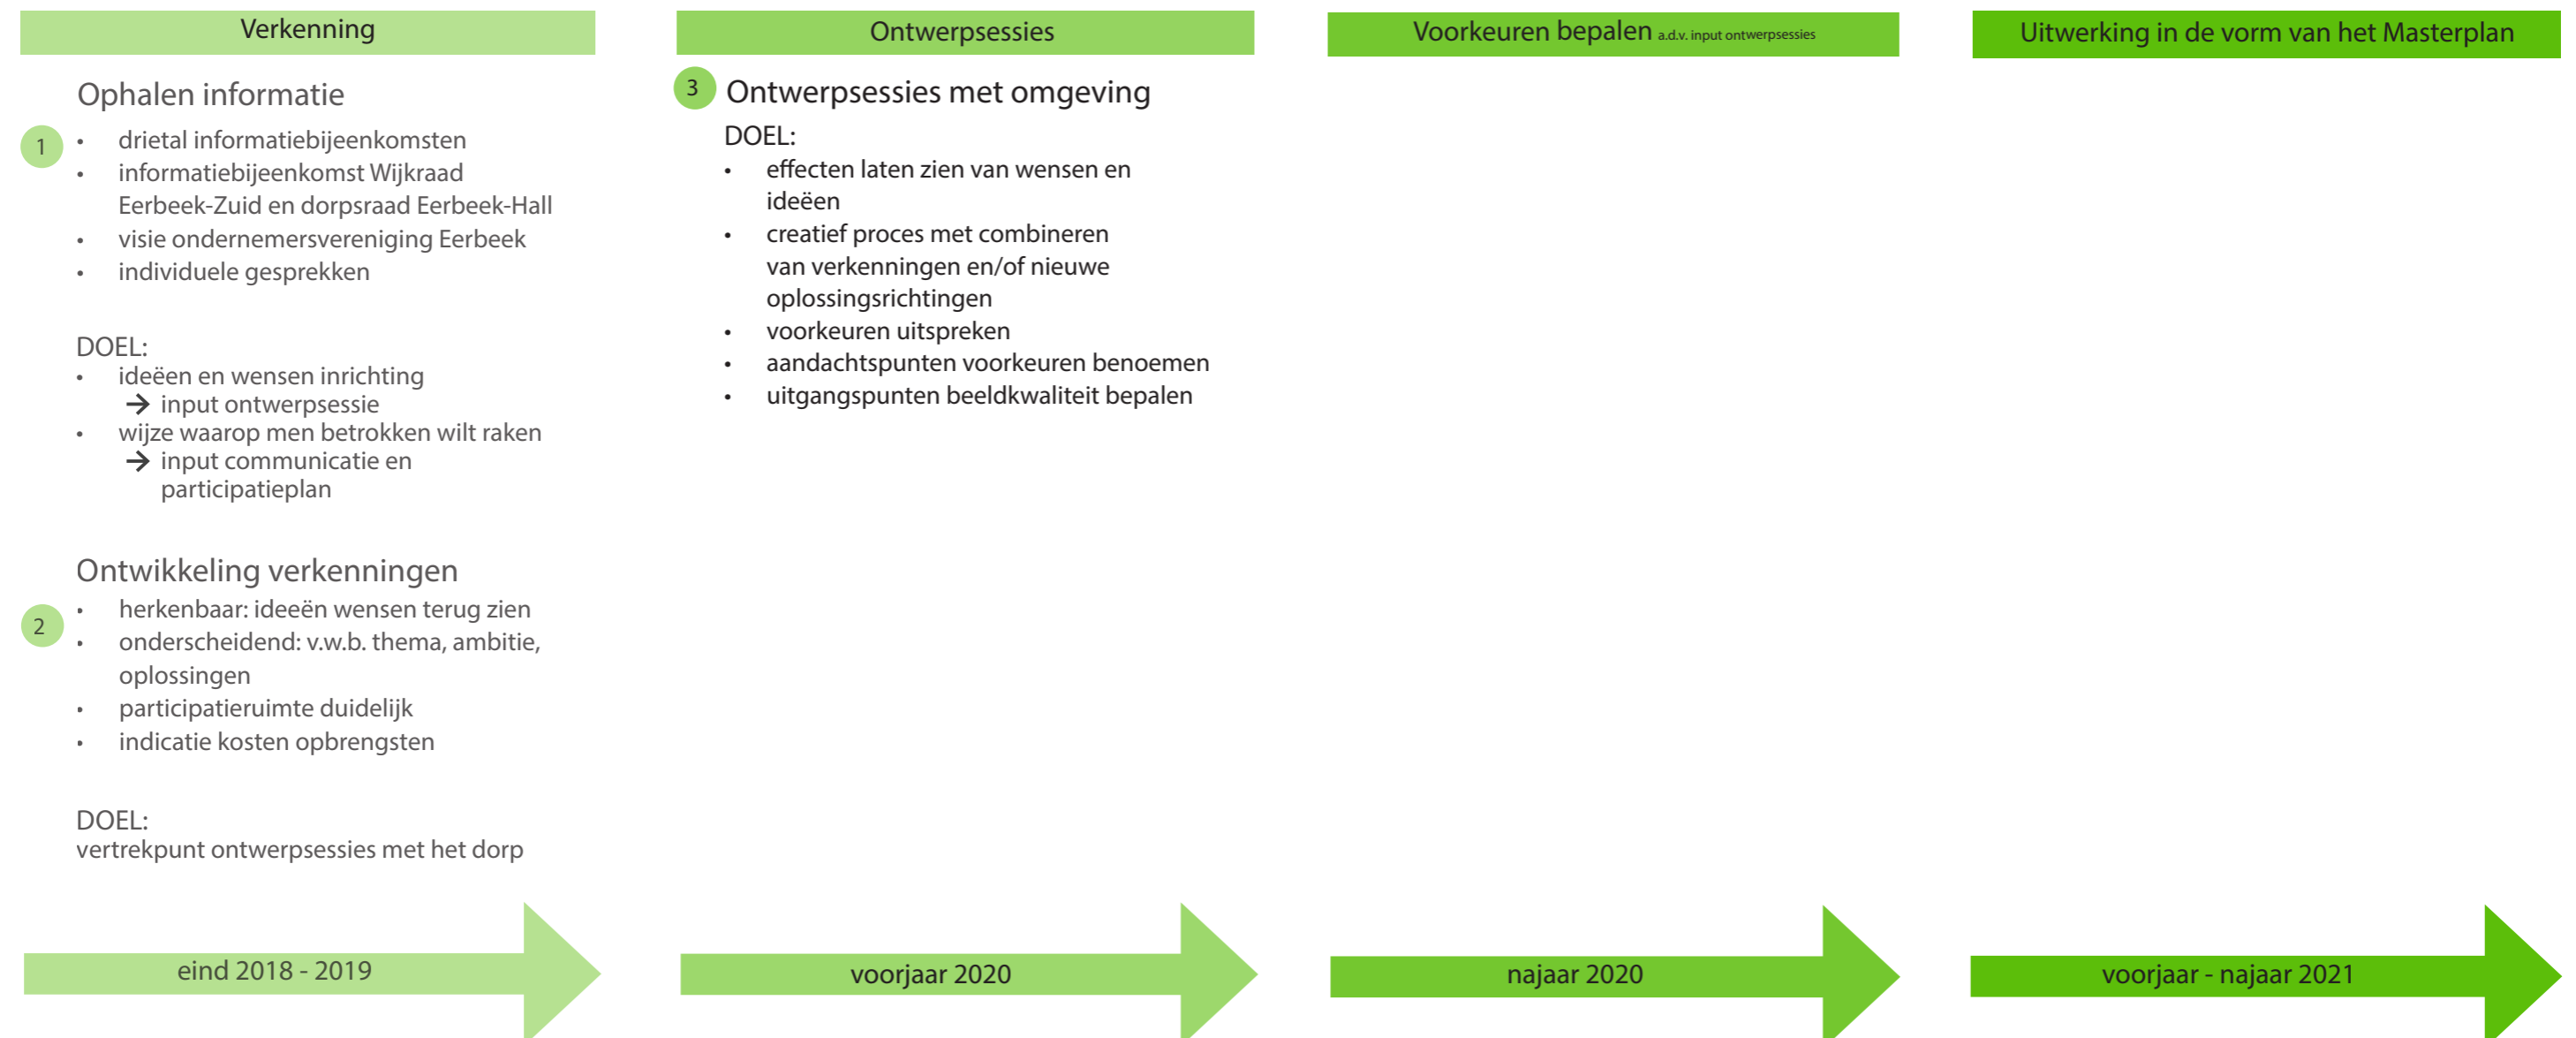 Verkenning
Ophalen informatie
1
• drietal informatiebijeenkomsten
• informatiebijeenkomst Wijkraad
Eerbeek-Zuid en dorpsraad Eerbeek-Hall
• visie ondernemersvereniging Eerbeek
• individuele gesprekken
DOEL:
• ideëen en wensen inrichting
→ input ontwerpsessie
• wijze waarop men betrokken wilt raken
→ input communicatie en
participatieplan
Ontwikkeling verkenningen
2
• herkenbaar: ideeën wensen terug zien
• onderscheidend: v.w.b. thema, ambitie,
oplossingen
• participatieruimte duidelijk
• indicatie kosten opbrengsten
DOEL:
vertrekpunt ontwerpsessies met het dorp
eind 2018 - 2019
Ontwerpsessies
3 Ontwerpsessies met omgeving
DOEL:
• effecten laten zien van wensen en
ideëen
• creatief proces met combineren
van verkenningen en/of nieuwe
oplossingsrichtingen
• voorkeuren uitspreken
• aandachtspunten voorkeuren benoemen
• uitgangspunten beeldkwaliteit bepalen
voorjaar 2020
Voorkeuren bepalen a.d.v. input ontwerpsessies
najaar 2020
Uitwerking in de vorm van het Masterplan
voorjaar - najaar 2021